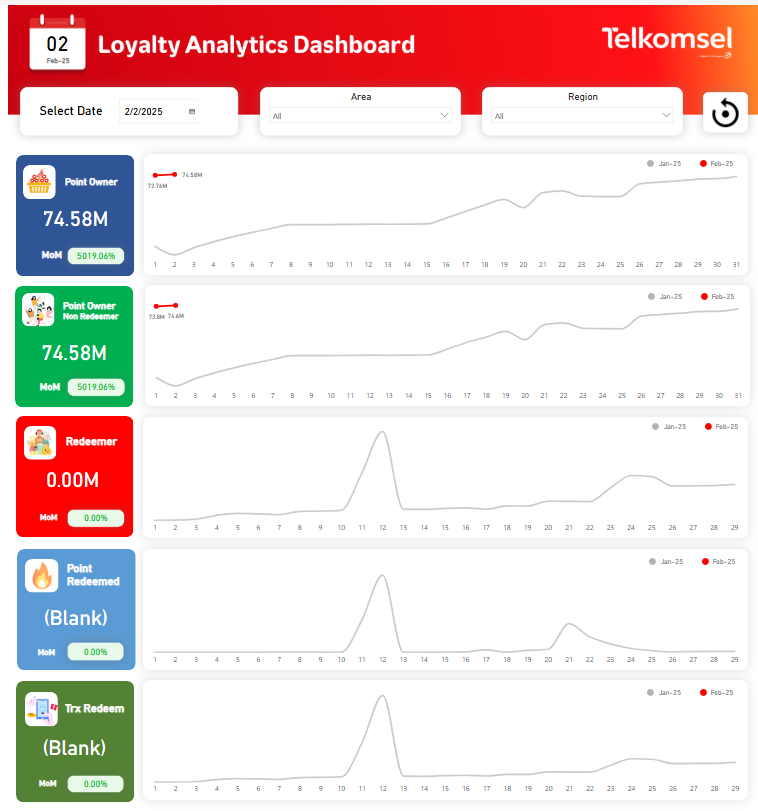 02
Feb-25
Loyalty Analytics Dashboard
Telkomsel
Select Date
2/2/2025
Area
All
Region
All
Point Owner
74.58M
MoM 5019.06%
Jan-25 Feb-25
73.76M
74.58M
1 2 3 4 5 6 7 8 9 10 11 12 13 14 15 16 17 18 19 20 21 22 23 24 25 26 27 28 29 30 31
Point Owner
Non Redeemer
74.58M
MoM 5019.06%
Jan-25 Feb-25
73.8M 74.6M
1 2 3 4 5 6 7 8 9 10 11 12 13 14 15 16 17 18 19 20 21 22 23 24 25 26 27 28 29 30 31
Redeemer
0.00M
MoM 0.00%
Jan-25 Feb-25
1 2 3 4 5 6 7 8 9 10 11 12 13 14 15 16 17 18 19 20 21 22 23 24 25 26 27 28 29
Point
Redeemed
(Blank)
MoM 0.00%
Jan-25 Feb-25
1 2 3 4 5 6 7 8 9 10 11 12 13 14 15 16 17 18 19 20 21 22 23 24 25 26 27 28 29
Trx Redeem
(Blank)
MoM 0.00%
Jan-25 Feb-25
1 2 3 4 5 6 7 8 9 10 11 12 13 14 15 16 17 18 19 20 21 22 23 24 25 26 27 28 29